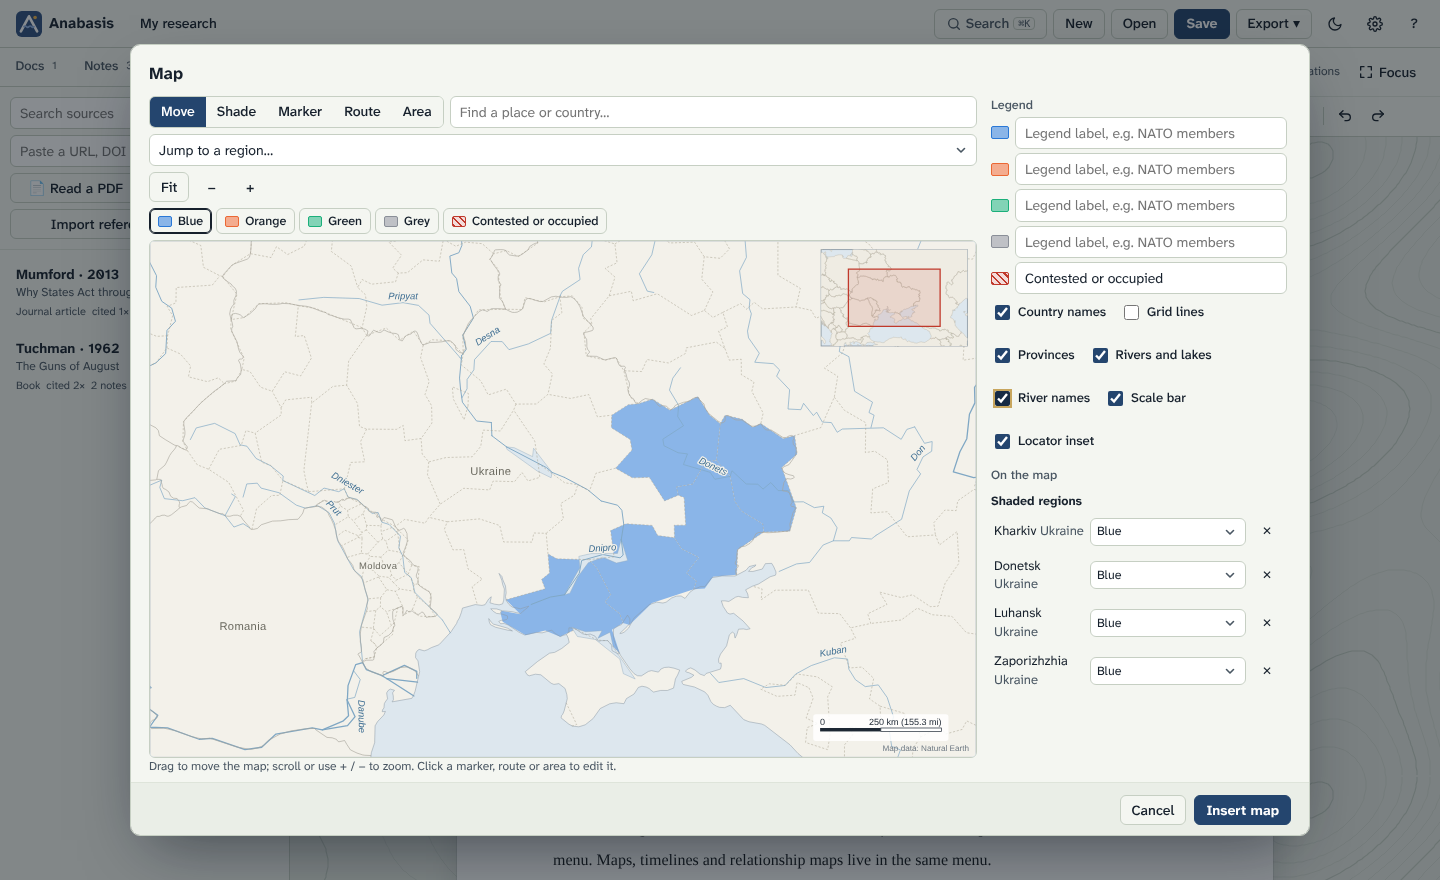 Anabasis
My research
Search ⌘K
New
Open
Save
Export ▾
?
Docs 1
Notes 3
ations
Focus
Search sources
Paste a URL, DOI
Read a PDF
Import refere
Mumford · 2013
Why States Act throug
Journal article cited 1×
Tuchman · 1962
The Guns of August
Book cited 2× 2 notes
Map
Move
Shade
Marker
Route
Area
Find a place or country…
Jump to a region…
Fit
−
+
Blue
Orange
Green
Grey
Contested or occupied
Pripyat
Desna
Ukraine
Donets
Don
Dniester
Prut
Dnipro
Moldova
Romania
Kuban
Danube
0 250 km (155.3 mi)
Map data: Natural Earth
Drag to move the map; scroll or use + / − to zoom. Click a marker, route or area to edit it.
Legend
Legend label, e.g. NATO members
Legend label, e.g. NATO members
Legend label, e.g. NATO members
Legend label, e.g. NATO members
Contested or occupied
Country names
Grid lines
Provinces
Rivers and lakes
River names
Scale bar
Locator inset
On the map
Shaded regions
Kharkiv Ukraine
Blue
×
Donetsk
Ukraine
Blue
×
Luhansk
Ukraine
Blue
×
Zaporizhzhia
Ukraine
Blue
×
Cancel
Insert map
menu. Maps, timelines and relationship maps live in the same menu.